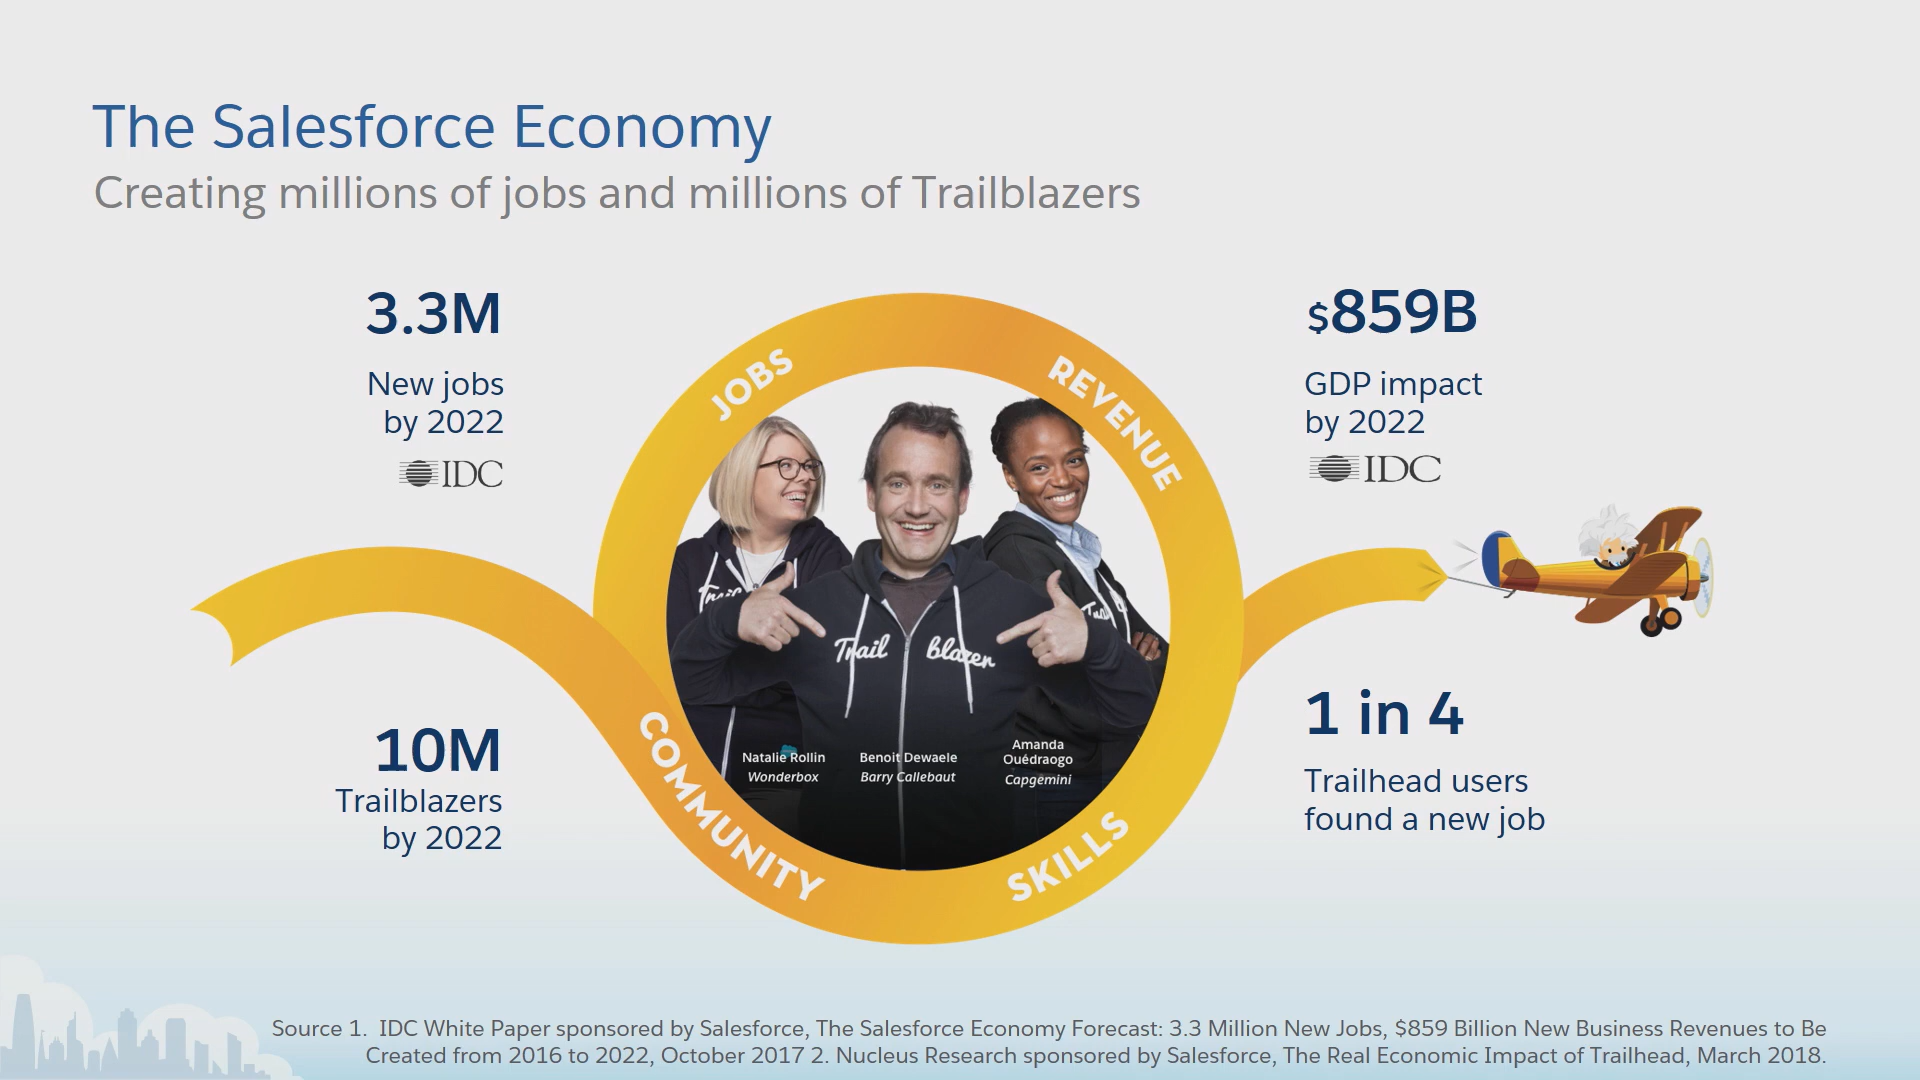 The Salesforce Economy
Creating millions of jobs and millions of Trailblazers
3.3M
New jobs
by 2022
IDC
$859B
GDP impact
by 2022
IDC
JOBS
REVENUE
COMMUNITY
SKILLS
Trail
Trail blazer
Natalie Rollin
Wonderbox
Benoit Dewaele
Barry Callebaut
Amanda
Ouédraogo
Capgemini
10M
Trailblazers
by 2022
1 in 4
Trailhead users
found a new job
Source 1. IDC White Paper sponsored by Salesforce, The Salesforce Economy Forecast: 3.3 Million New Jobs, $859 Billion New Business Revenues to Be
Created from 2016 to 2022, October 2017 2. Nucleus Research sponsored by Salesforce, The Real Economic Impact of Trailhead, March 2018.